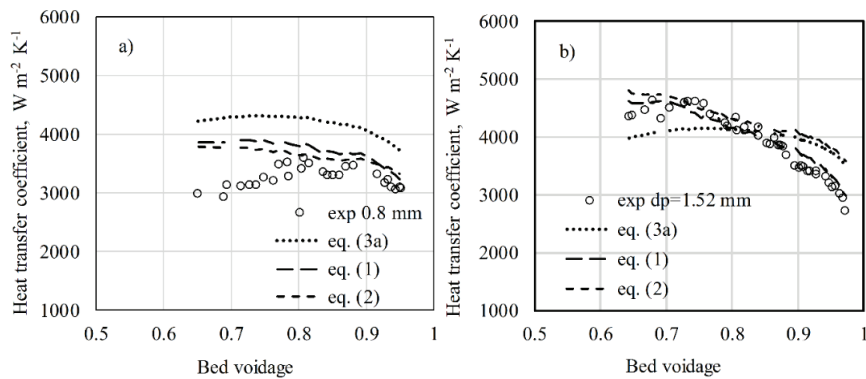 Heat transfer coefficient, W m⁻² K⁻¹
6000
5000
4000
3000
2000
1000
a)
exp 0.8 mm
eq. (3a)
eq. (1)
eq. (2)
0.5 0.6 0.7 0.8 0.9 1
Bed voidage
Heat transfer coefficient, W m⁻² K⁻¹
6000
5000
4000
3000
2000
1000
b)
exp dp=1.52 mm
eq. (3a)
eq. (1)
eq. (2)
0.5 0.6 0.7 0.8 0.9 1
Bed voidage